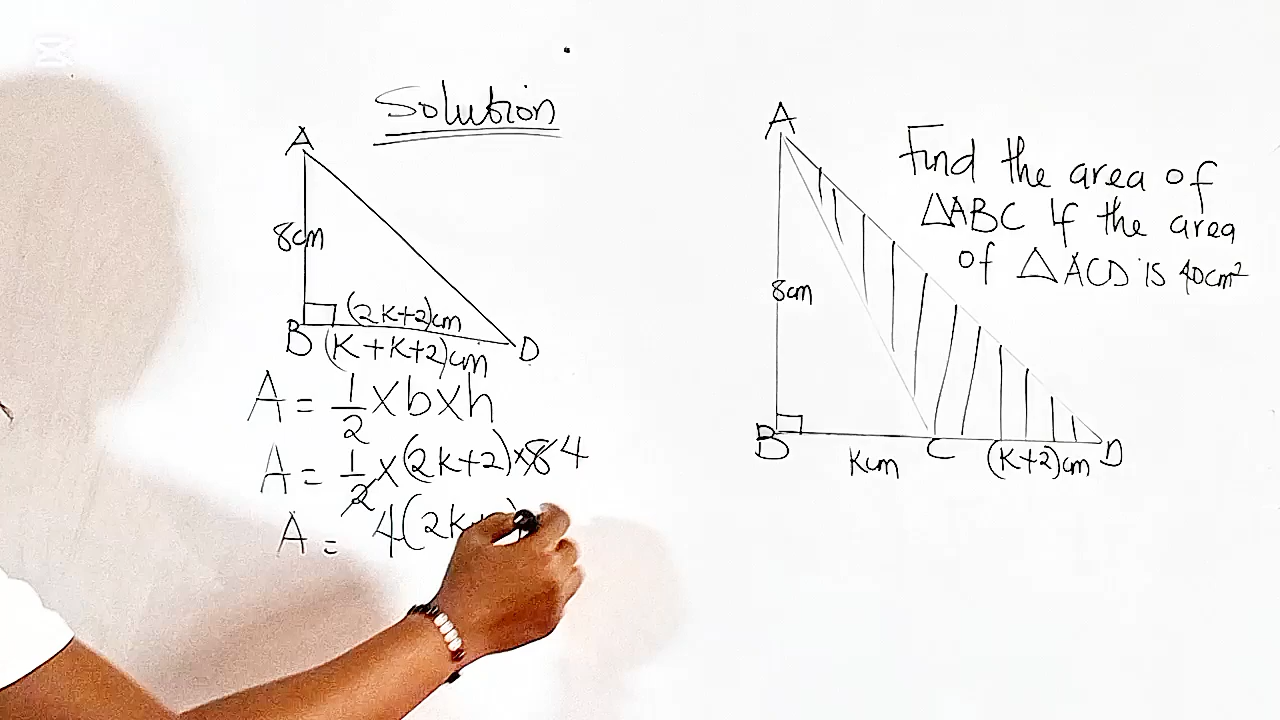 Solution
A
8cm
(2K+2)cm
B
D
(K+K+2)cm
A = 1/2 × b × h
A = 1/2 × (2K+2) × 8 4
A = 4(2K
A
Find the area of
△ABC If the area
of △ACD is 40cm²
8cm
B
C
D
Kcm
(K+2)cm